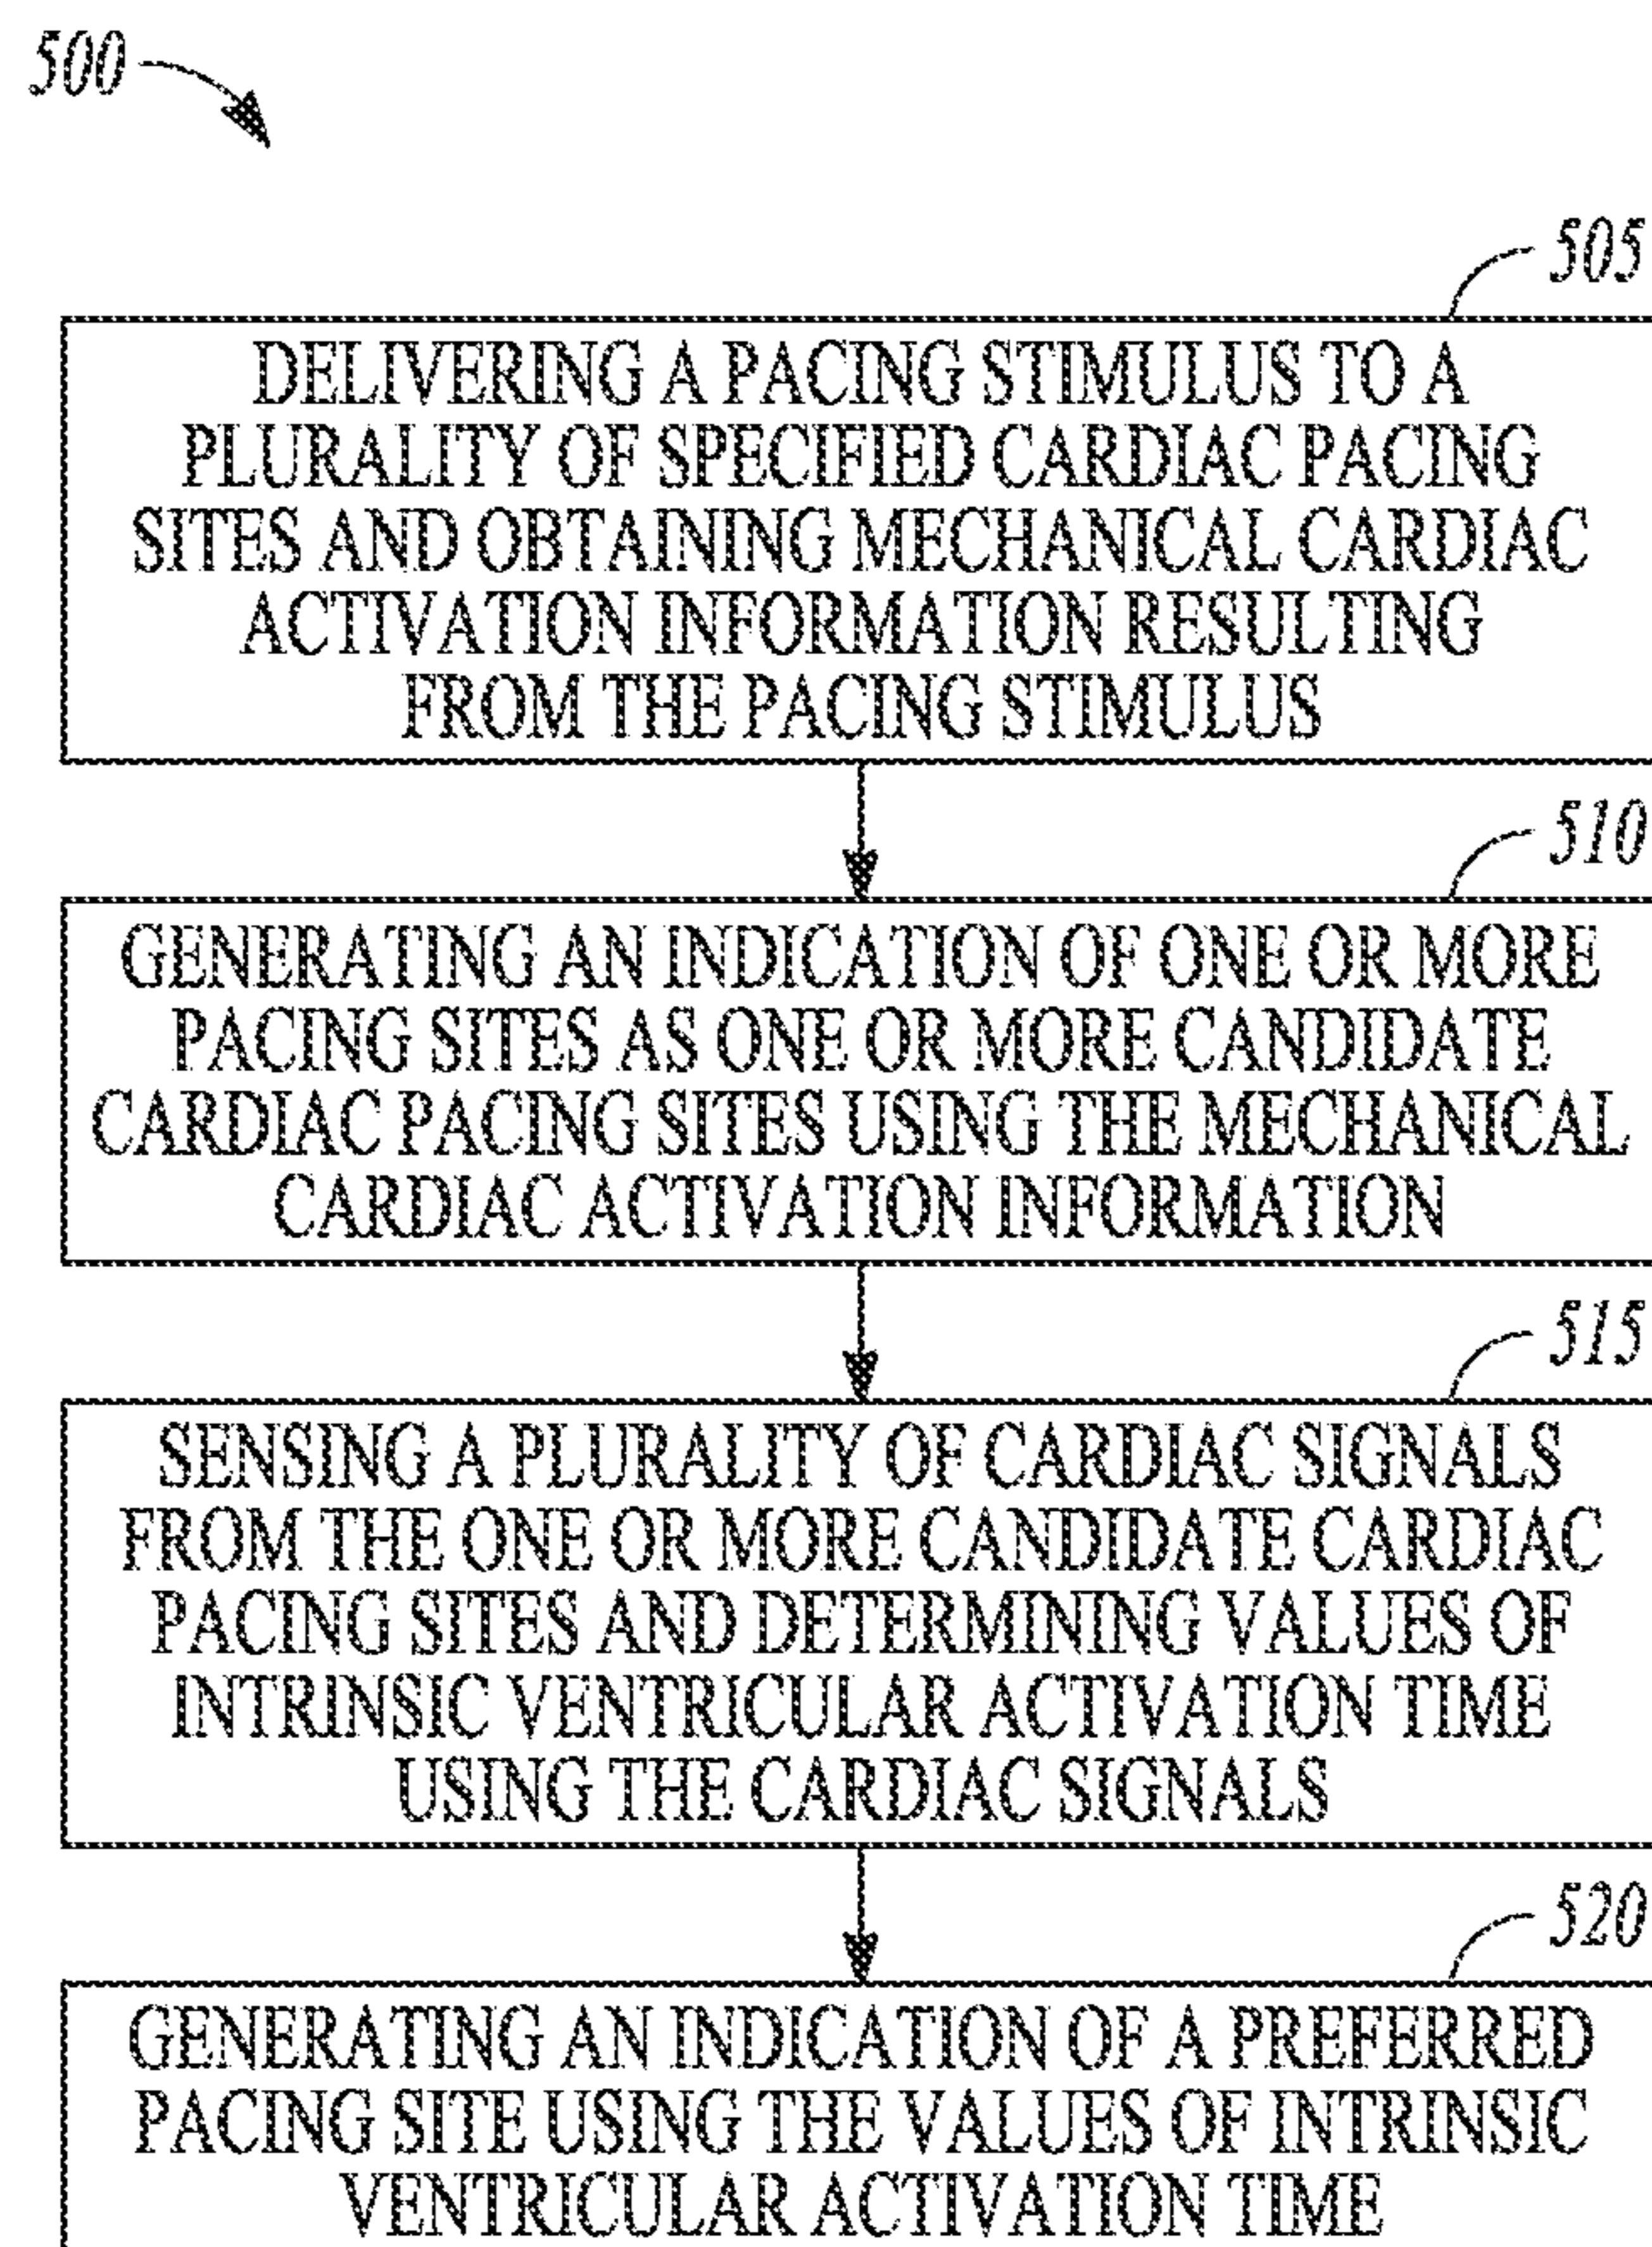 500
505
DELIVERING A PACING STIMULUS TO A
PLURALITY OF SPECIFIED CARDIAC PACING
SITES AND OBTAINING MECHANICAL CARDIAC
ACTIVATION INFORMATION RESULTING
FROM THE PACING STIMULUS
510
GENERATING AN INDICATION OF ONE OR MORE
PACING SITES AS ONE OR MORE CANDIDATE
CARDIAC PACING SITES USING THE MECHANICAL
CARDIAC ACTIVATION INFORMATION
515
SENSING A PLURALITY OF CARDIAC SIGNALS
FROM THE ONE OR MORE CANDIDATE CARDIAC
PACING SITES AND DETERMINING VALUES OF
INTRINSIC VENTRICULAR ACTIVATION TIME
USING THE CARDIAC SIGNALS
520
GENERATING AN INDICATION OF A PREFERRED
PACING SITE USING THE VALUES OF INTRINSIC
VENTRICULAR ACTIVATION TIME